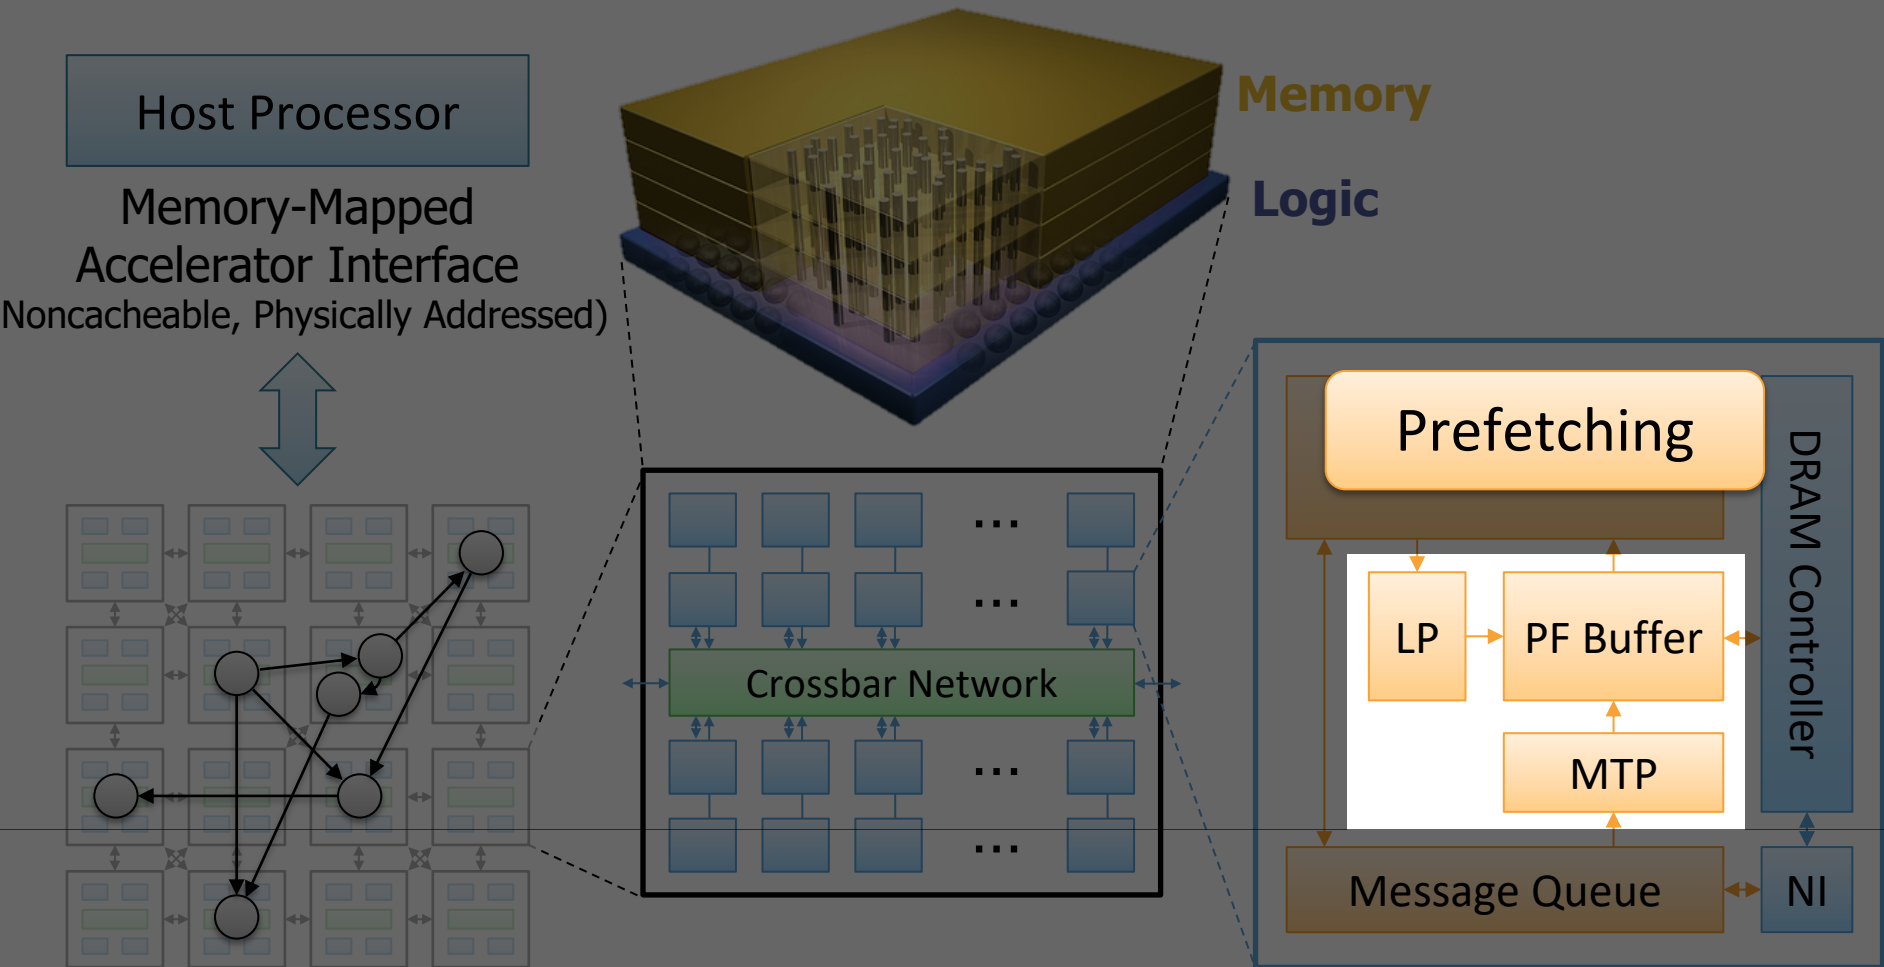 Host Processor
Memory-Mapped
Accelerator Interface
Noncacheable, Physically Addressed)
Memory
Logic
...
...
Crossbar Network
...
...
Prefetching
LP
PF Buffer
MTP
DRAM Controller
Message Queue
NI